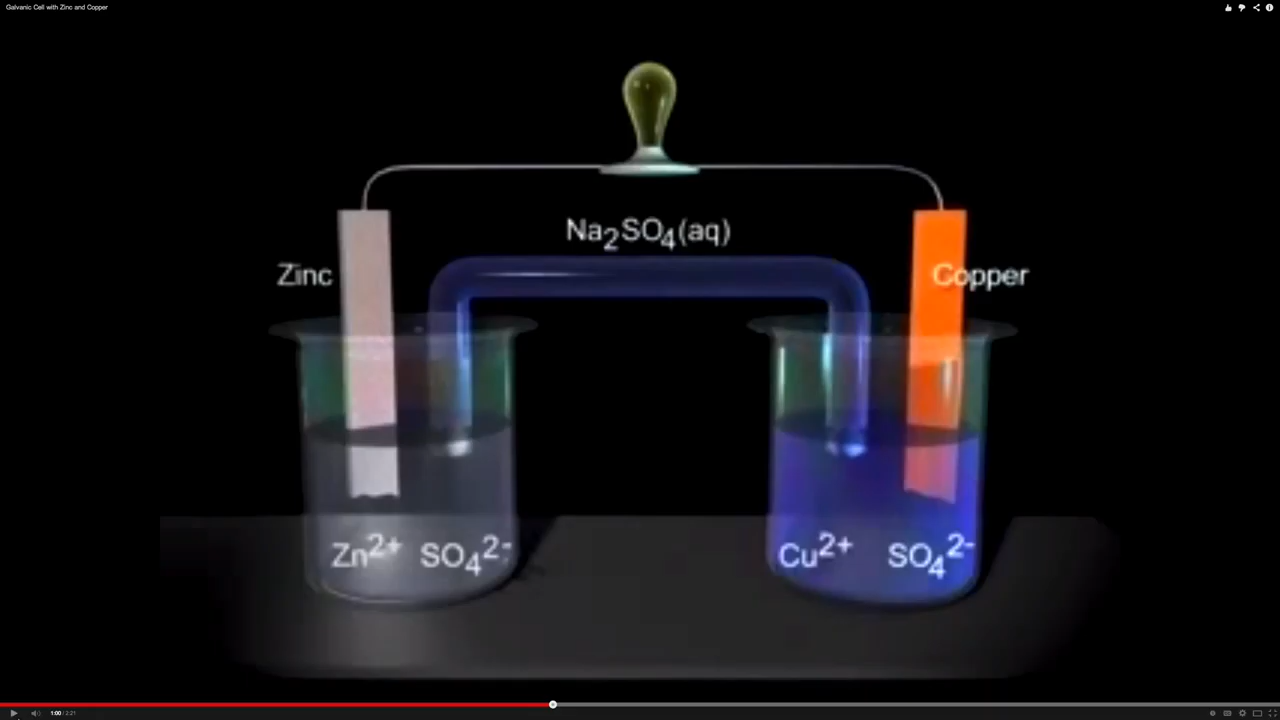 Galvanic Cell with Zinc and Copper
Na₂SO₄(aq)
Zinc
Copper
Zn²⁺ SO₄²⁻
Cu²⁺ SO₄²⁻
1:00 / 2:21